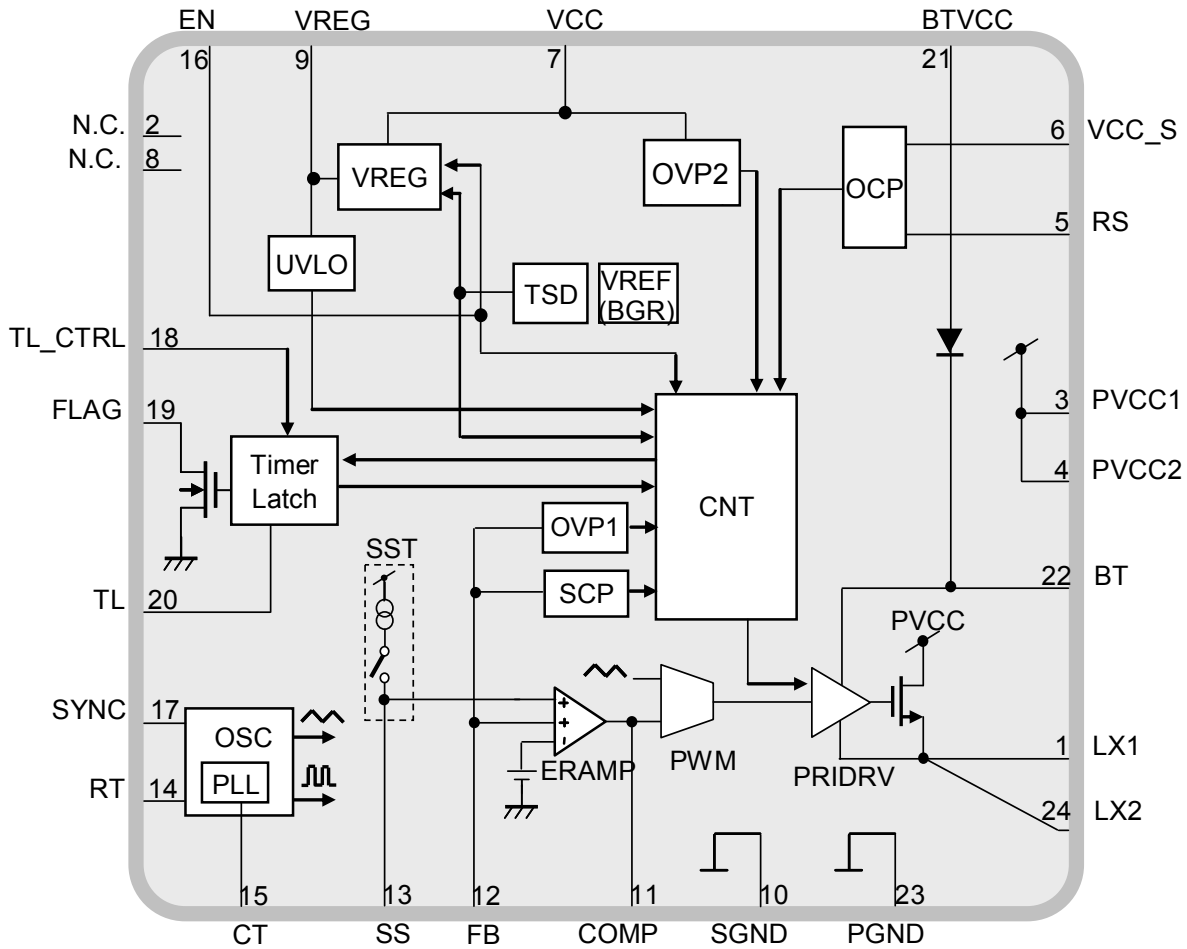 EN VREG VCC BTVCC
16 9 7 21
N.C. 2
N.C. 8
6 VCC_S
5 RS
VREG
OVP2
OCP
UVLO
TSD
VREF
(BGR)
TL_CTRL 18
FLAG 19
3 PVCC1
4 PVCC2
Timer
Latch
CNT
OVP1
SST
SCP
TL 20
22 BT
PVCC
SYNC 17
OSC
PLL
RT 14
+
+
-
ERAMP
PWM
PRIDRV
1 LX1
24 LX2
15 13 12 11 10 23
CT SS FB COMP SGND PGND